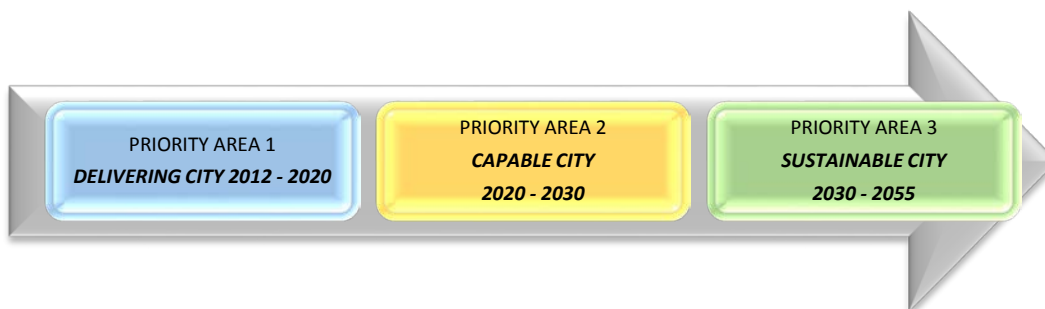 PRIORITY AREA 1
DELIVERING CITY 2012 - 2020
PRIORITY AREA 2
CAPABLE CITY
2020 - 2030
PRIORITY AREA 3
SUSTAINABLE CITY
2030 - 2055